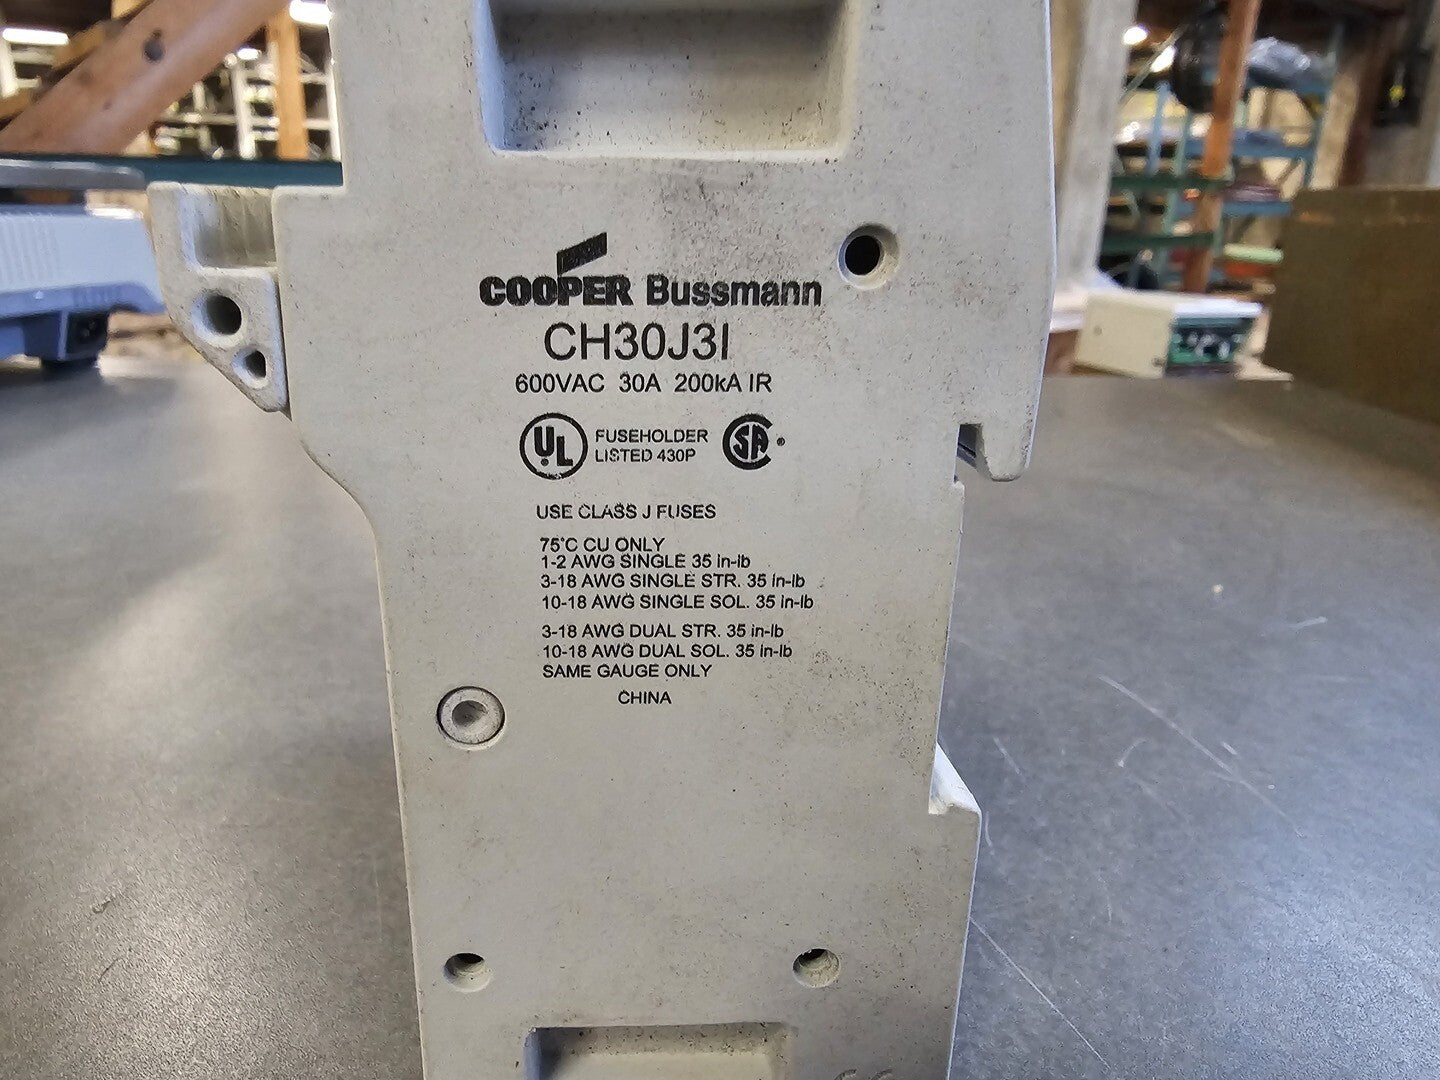 COOPER Bussmann
CH30J3I
600VAC 30A 200kA IR
UL FUSEHOLDER LISTED 430P SA
USE CLASS J FUSES
75°C CU ONLY
1-2 AWG SINGLE 35 in-lb
3-18 AWG SINGLE STR. 35 in-lb
10-18 AWG SINGLE SOL. 35 in-lb
3-18 AWG DUAL STR. 35 in-lb
10-18 AWG DUAL SOL. 35 in-lb
SAME GAUGE ONLY
CHINA